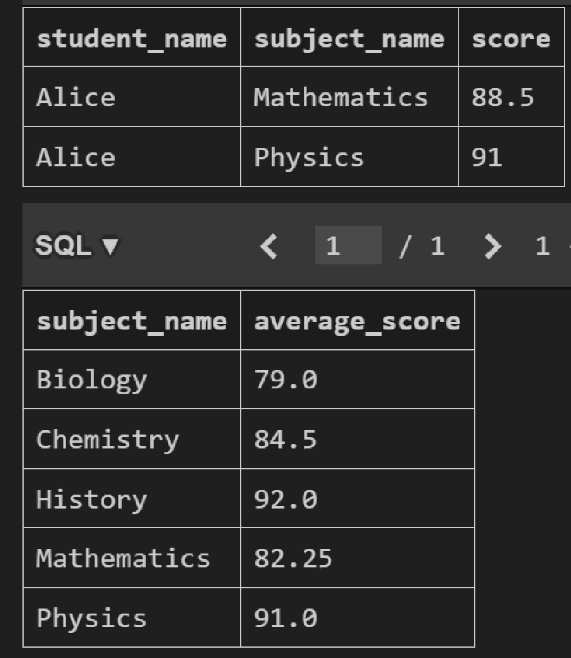 student_name subject_name score
Alice Mathematics 88.5
Alice Physics 91
SQL ▼ < 1 / 1 > 1
subject_name average_score
Biology 79.0
Chemistry 84.5
History 92.0
Mathematics 82.25
Physics 91.0